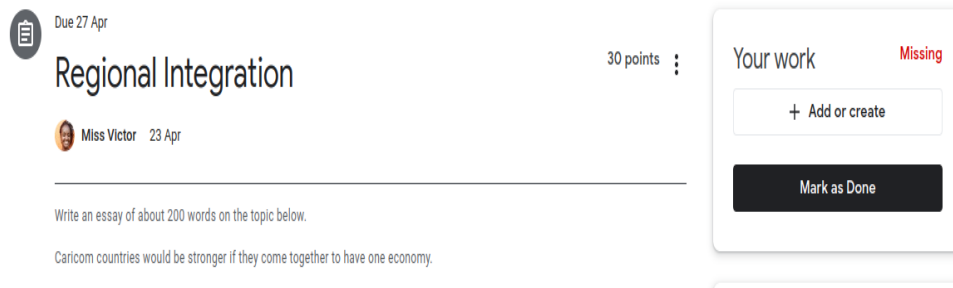 Due 27 Apr
Regional Integration
30 points
Miss Victor 23 Apr
Write an essay of about 200 words on the topic below.
Caricom countries would be stronger if they come together to have one economy.
Your work Missing
+ Add or create
Mark as Done